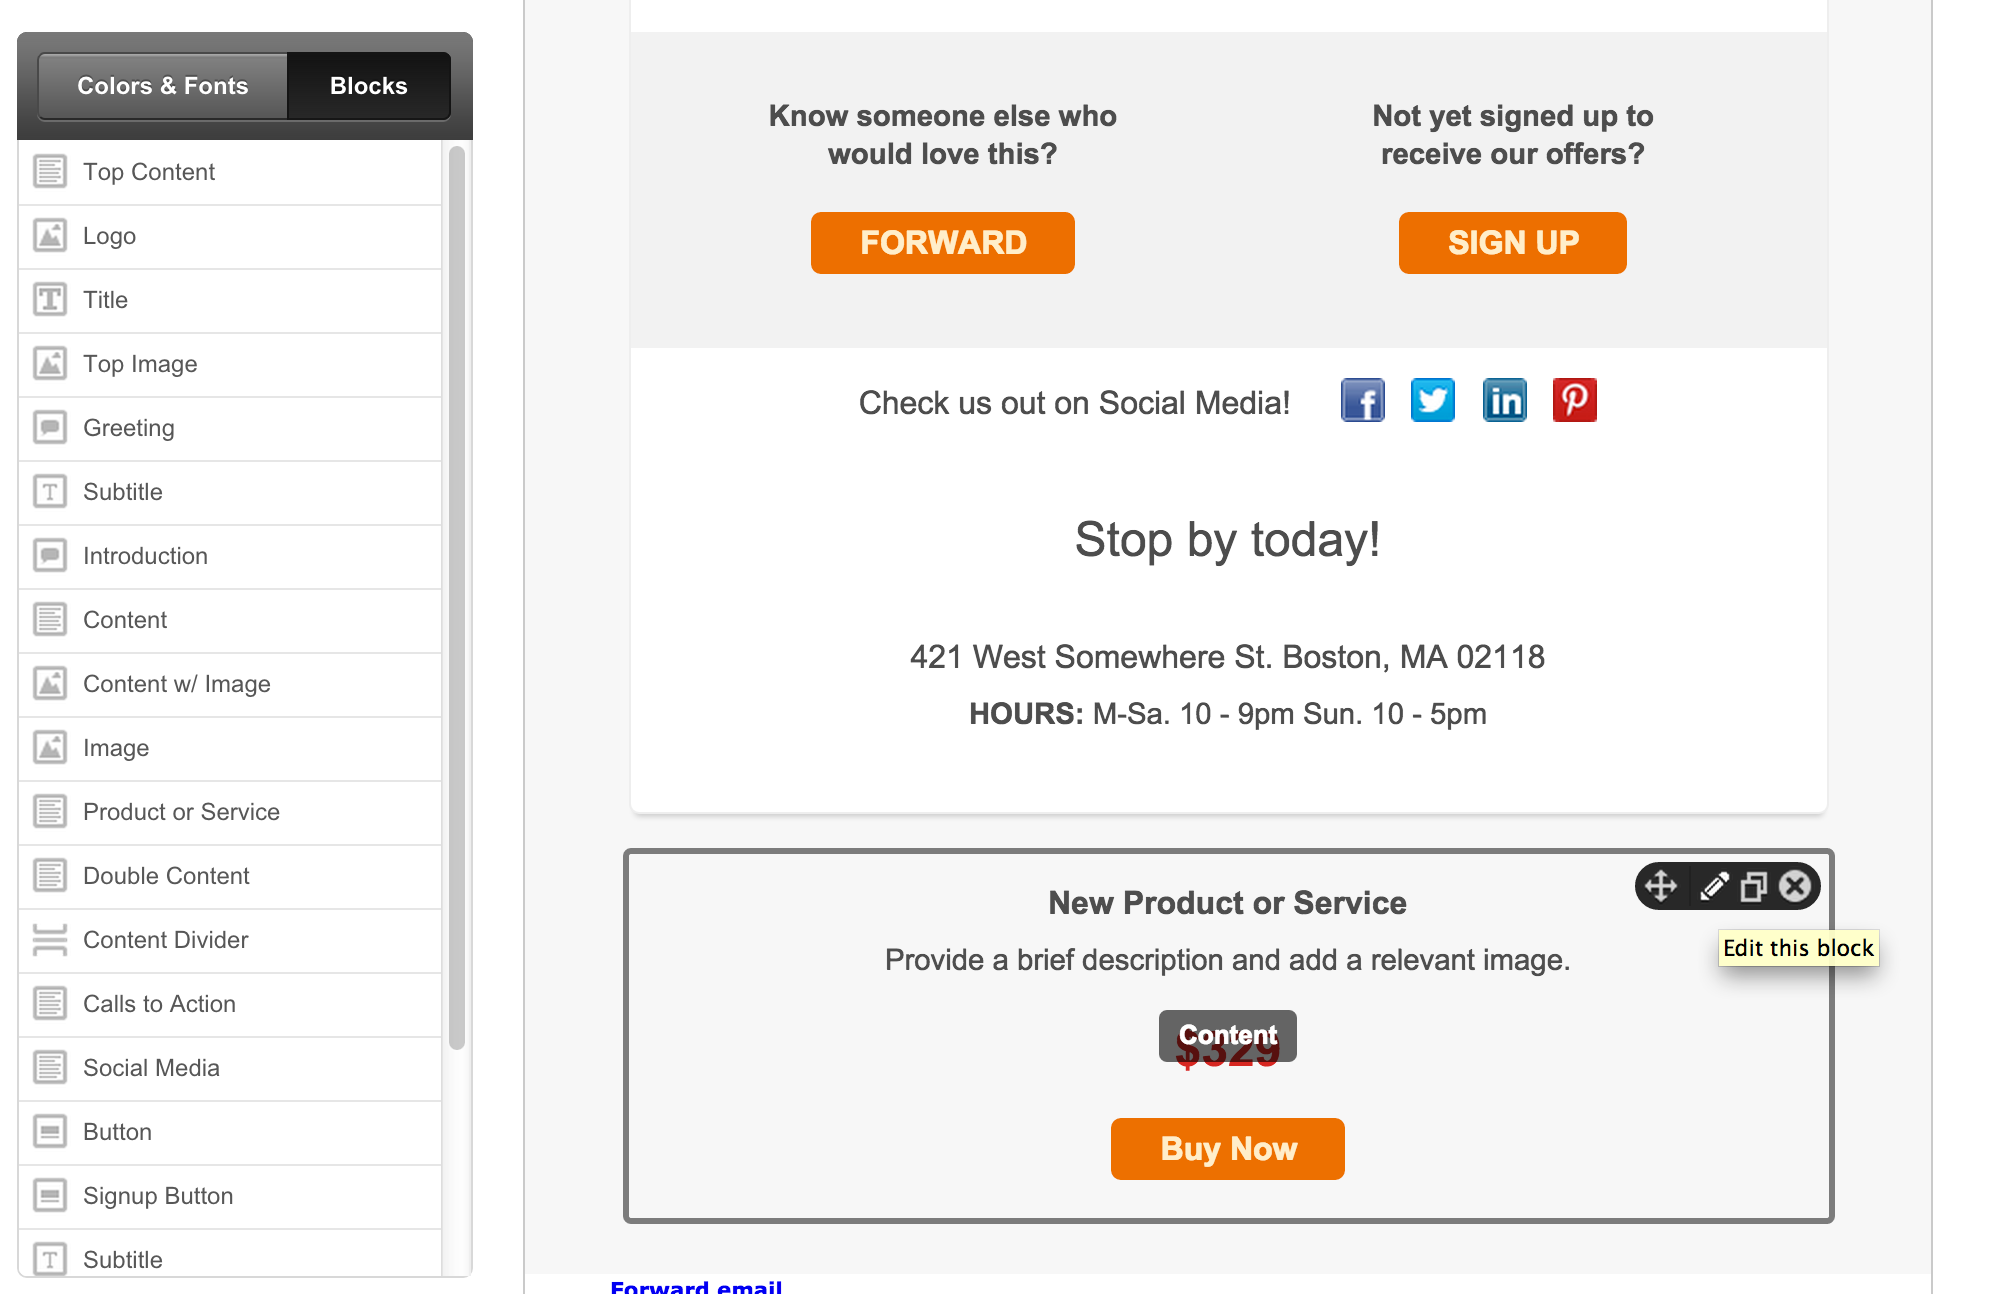 Colors & Fonts
Blocks
Top Content
Logo
Title
Top Image
Greeting
Subtitle
Introduction
Content
Content w/ Image
Image
Product or Service
Double Content
Content Divider
Calls to Action
Social Media
Button
Signup Button
Subtitle
Know someone else who
would love this?
FORWARD
Not yet signed up to
receive our offers?
SIGN UP
Check us out on Social Media!
Stop by today!
421 West Somewhere St. Boston, MA 02118
HOURS: M-Sa. 10 - 9pm Sun. 10 - 5pm
New Product or Service
Edit this block
Provide a brief description and add a relevant image.
Content
$329
Buy Now
Forward email